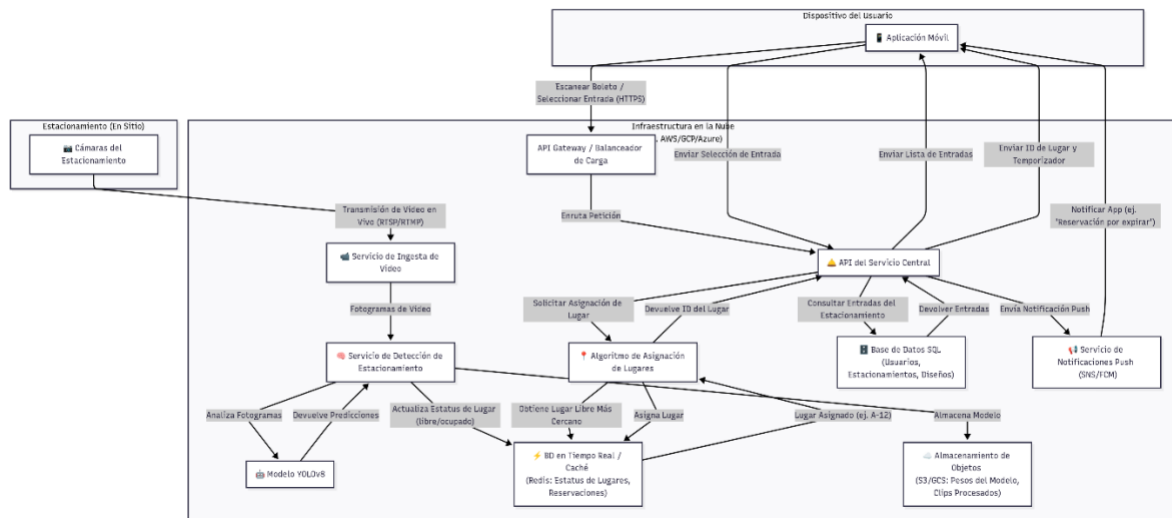 Dispositivo del Usuario
📱 Aplicación Móvil
Escanear Boleto /
Seleccionar Entrada (HTTPS)
Estacionamiento (En Sitio)
📷 Cámaras del
Estacionamiento
Infraestructura en la Nube
, AWS/GCP/Azure)
API Gateway / Balanceador
de Carga
Enviar Selección de Entrada
Enviar Lista de Entradas
Enviar ID de Lugar y
Temporizador
Transmisión de Video en
Vivo (RTSP/RTMP)
Enruta Petición
Notificar App (ej.
'Reservación por expirar')
📹 Servicio de Ingesta de
Video
🛎️ API del Servicio Central
Fotogramas de Video
Solicitar Asignación de
Lugar
Devuelve ID del Lugar
Consultar Entradas del
Estacionamiento
Devolver Entradas
Envía Notificación Push
🧠 Servicio de Detección de
Estacionamiento
📍 Algoritmo de Asignación
de Lugares
🗄️ Base de Datos SQL
(Usuarios,
Estacionamientos, Diseños)
📢 Servicio de
Notificaciones Push
(SNS/FCM)
Analiza Fotogramas
Devuelve Predicciones
Actualiza Estatus de Lugar
(libre/ocupado)
Obtiene Lugar Libre Más
Cercano
Asigna Lugar
Lugar Asignado (ej. A-12)
Almacena Modelo
🤖 Modelo YOLOv8
⚡ BD en Tiempo Real /
Caché
(Redis: Estatus de Lugares,
Reservaciones)
☁️ Almacenamiento de
Objetos
(S3/GCS: Pesos del Modelo,
Clips Procesados)